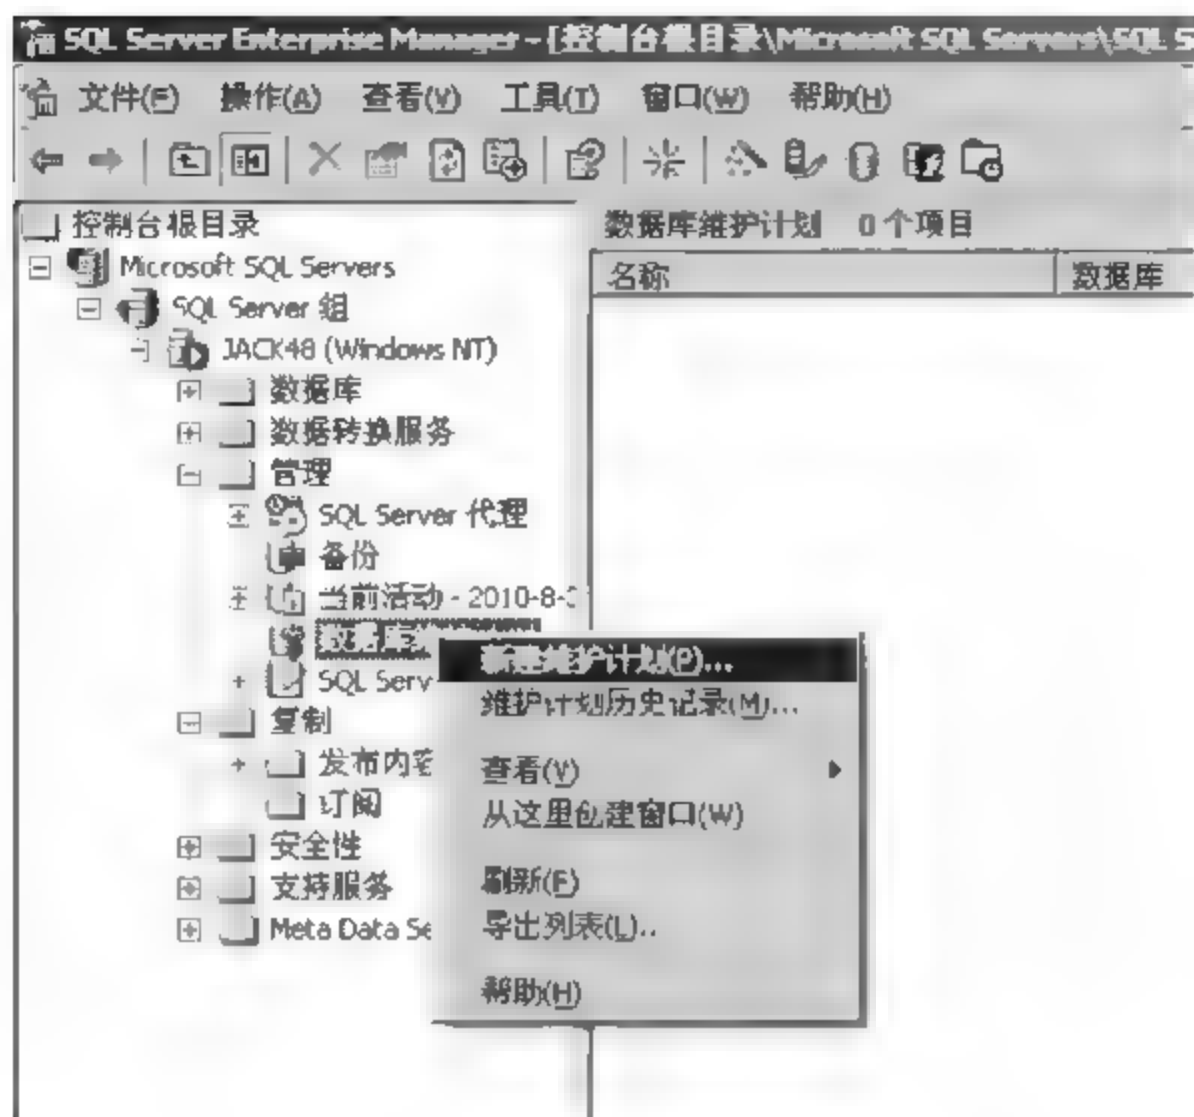 SQL Server Enterprise Manager - [控制台根目录\Microsoft SQL Servers\SQL S
文件(F) 操作(A) 查看(V) 工具(T) 窗口(W) 帮助(H)
控制台根目录
Microsoft SQL Servers
SQL Server 组
JACK48 (Windows NT)
数据库
数据转换服务
管理
SQL Server 代理
备份
当前活动 - 2010-8-
数据库
SQL Serv
复制
发布内容
订阅
安全性
支持服务
Meta Data Se
数据库维护计划 0 个项目
名称 数据库
新建维护计划(P)...
维护计划历史记录(M)...
查看(V)
从这里创建窗口(W)
刷新(F)
导出列表(L)..
帮助(H)